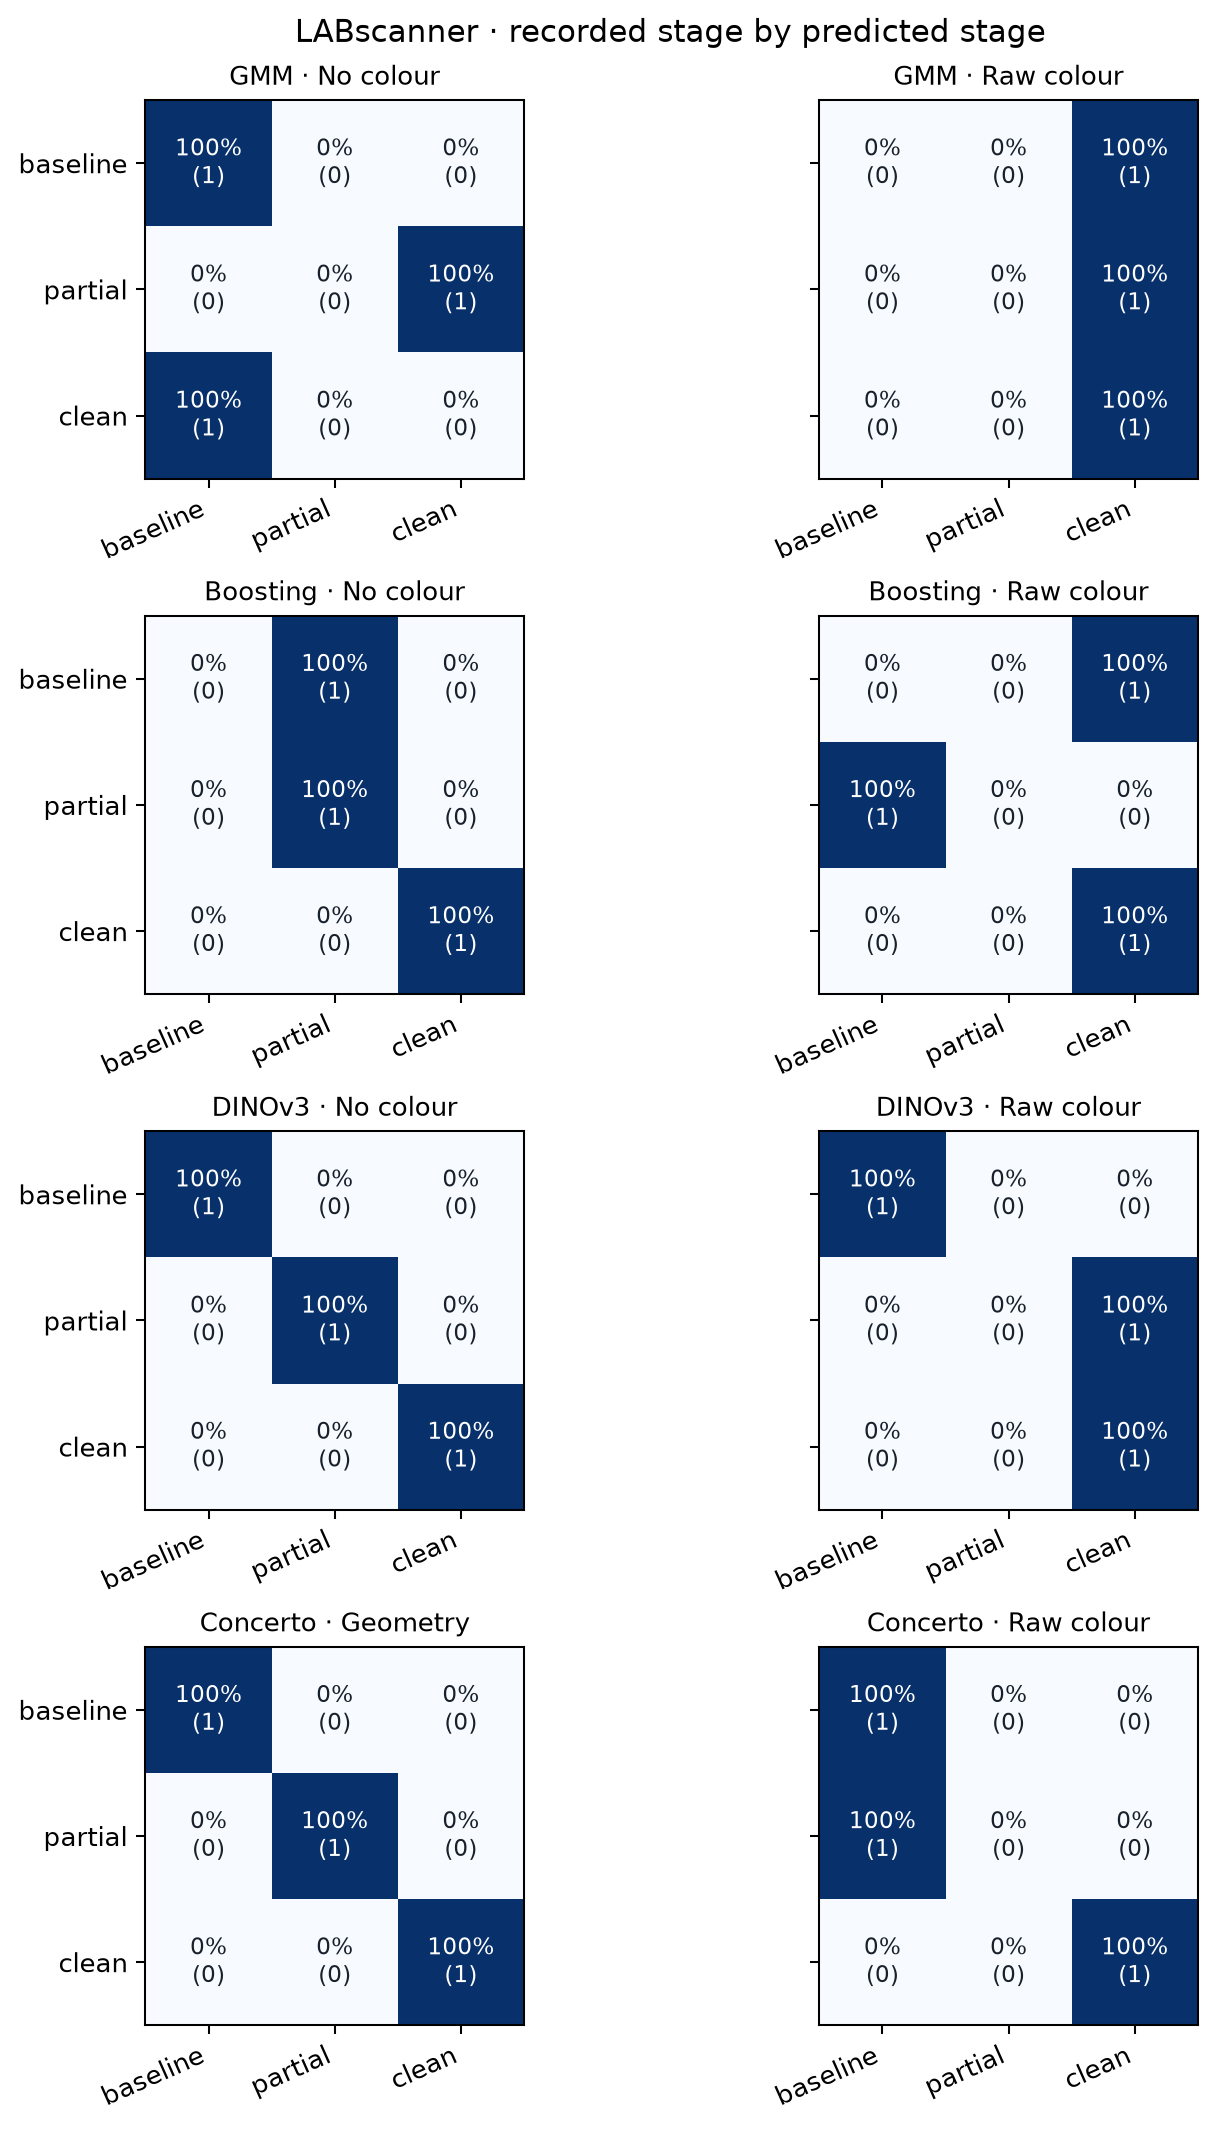 LABscanner · recorded stage by predicted stage
GMM · No colour
baseline
100% 0% 0%
(1) (0) (0)
partial
0% 0% 100%
(0) (0) (1)
clean
100% 0% 0%
(1) (0) (0)
baseline partial clean
GMM · Raw colour
0% 0% 100%
(0) (0) (1)
0% 0% 100%
(0) (0) (1)
0% 0% 100%
(0) (0) (1)
baseline partial clean
Boosting · No colour
baseline
0% 100% 0%
(0) (1) (0)
partial
0% 100% 0%
(0) (1) (0)
clean
0% 0% 100%
(0) (0) (1)
baseline partial clean
Boosting · Raw colour
0% 0% 100%
(0) (0) (1)
100% 0% 0%
(1) (0) (0)
0% 0% 100%
(0) (0) (1)
baseline partial clean
DINOv3 · No colour
baseline
100% 0% 0%
(1) (0) (0)
partial
0% 100% 0%
(0) (1) (0)
clean
0% 0% 100%
(0) (0) (1)
baseline partial clean
DINOv3 · Raw colour
100% 0% 0%
(1) (0) (0)
0% 0% 100%
(0) (0) (1)
0% 0% 100%
(0) (0) (1)
baseline partial clean
Concerto · Geometry
baseline
100% 0% 0%
(1) (0) (0)
partial
0% 100% 0%
(0) (1) (0)
clean
0% 0% 100%
(0) (0) (1)
baseline partial clean
Concerto · Raw colour
100% 0% 0%
(1) (0) (0)
100% 0% 0%
(1) (0) (0)
0% 0% 100%
(0) (0) (1)
baseline partial clean